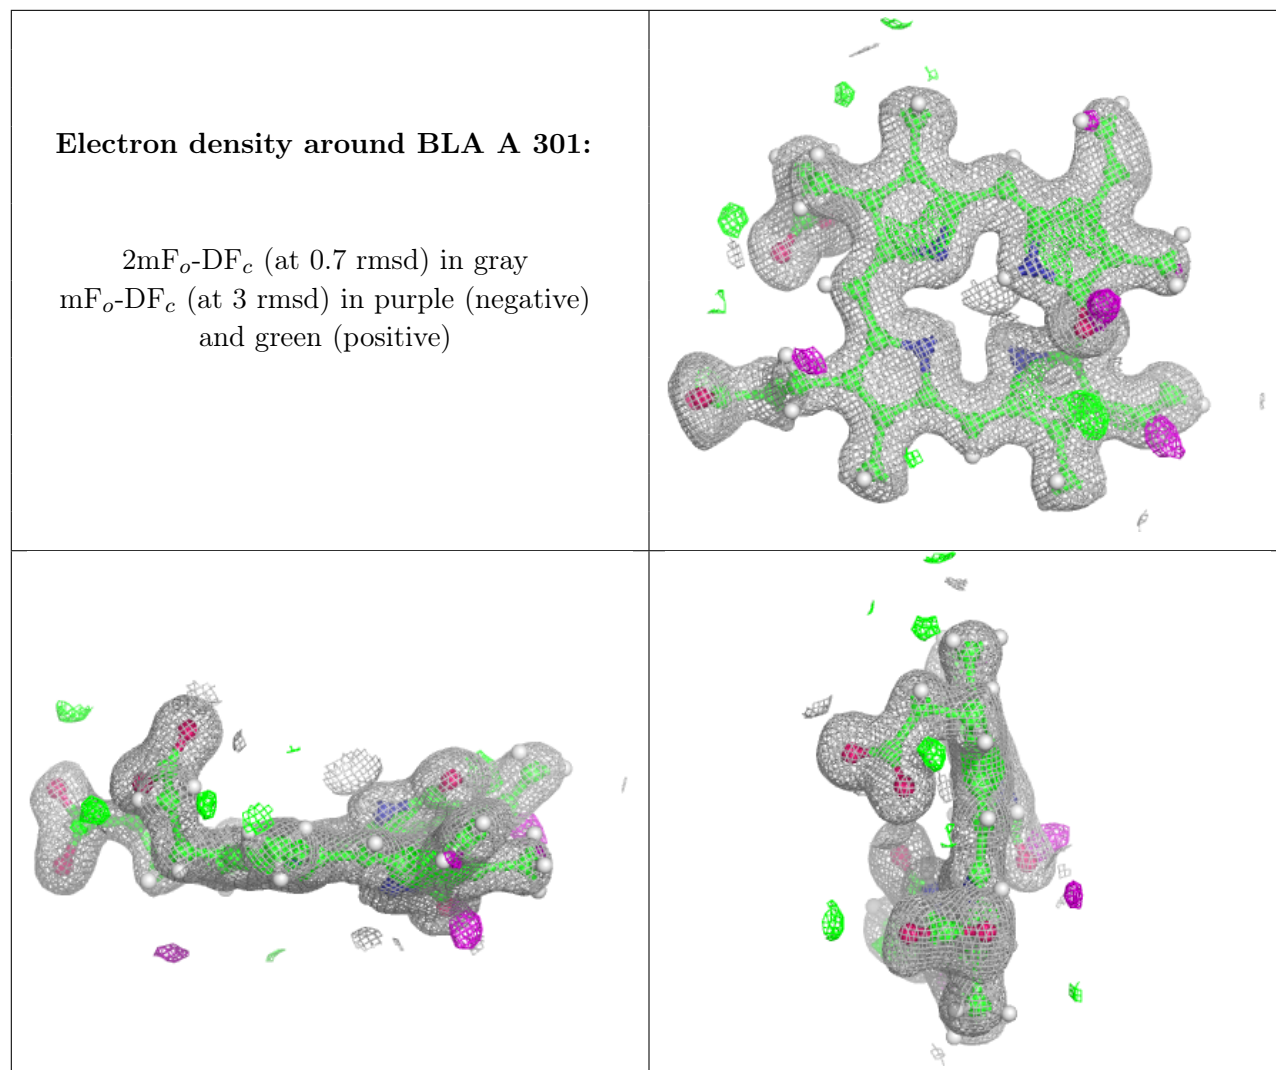 Electron density around BLA A 301:
2mFo-DFc (at 0.7 rmsd) in gray
mFo-DFc (at 3 rmsd) in purple (negative)
and green (positive)